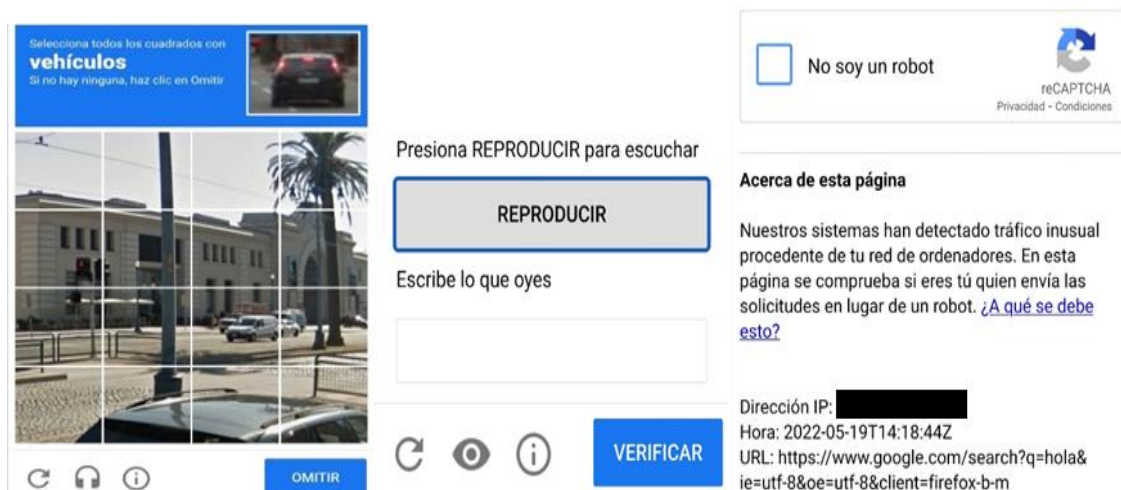 Selecciona todos los cuadrados con
vehículos
Si no hay ninguna, haz clic en Omitir
OMITIR
Presiona REPRODUCIR para escuchar
REPRODUCIR
Escribe lo que oyes
VERIFICAR
No soy un robot
reCAPTCHA
Privacidad - Condiciones
Acerca de esta página
Nuestros sistemas han detectado tráfico inusual
procedente de tu red de ordenadores. En esta
página se comprueba si eres tú quien envía las
solicitudes en lugar de un robot. ¿A qué se debe
esto?
Dirección IP:
Hora: 2022-05-19T14:18:44Z
URL: https://www.google.com/search?q=hola&
ie=utf-8&oe=utf-8&client=firefox-b-m